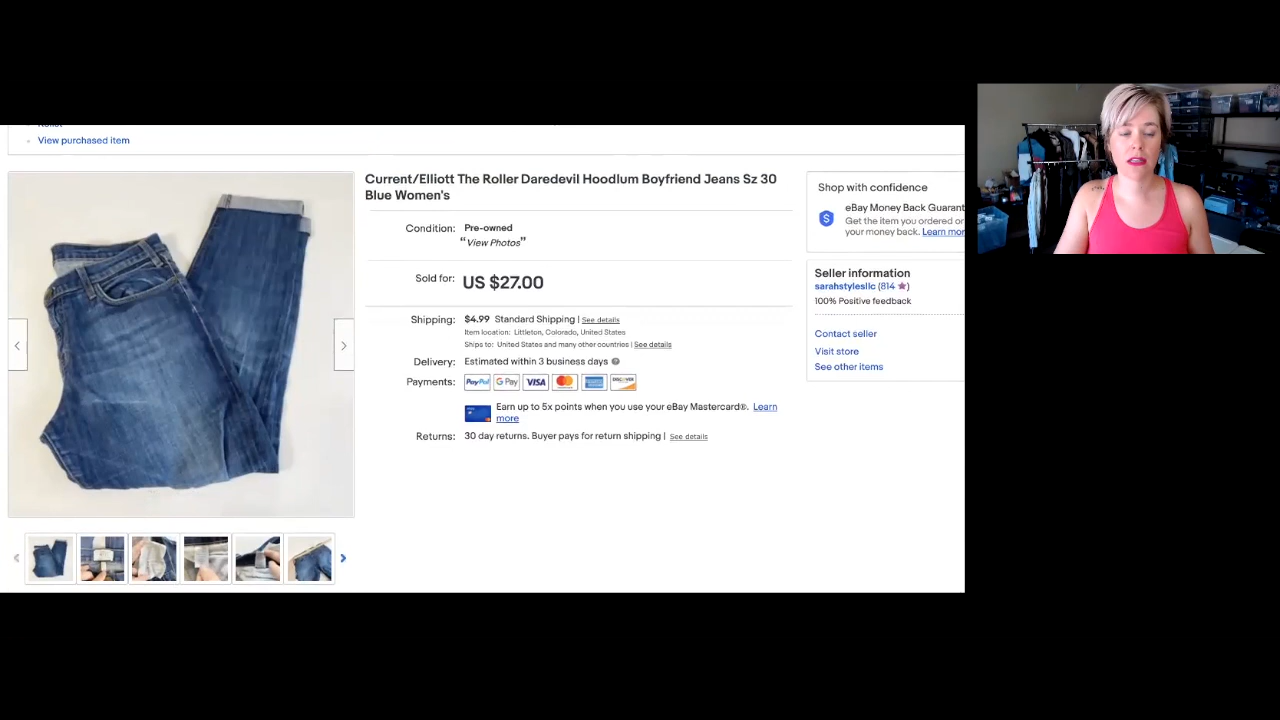 View purchased item
Current/Elliott The Roller Daredevil Hoodlum Boyfriend Jeans Sz 30
Blue Women's
Condition: Pre-owned
“View Photos”
Sold for: US $27.00
Shipping: $4.99 Standard Shipping | See details
Item location: Littleton, Colorado, United States
Ships to: United States and many other countries | See details
Delivery: Estimated within 3 business days
Payments: PayPal G Pay VISA DISCOVER
Earn up to 5x points when you use your eBay Mastercard®. Learn
more
Returns: 30 day returns. Buyer pays for return shipping | See details
Shop with confidence
eBay Money Back Guarant
Get the item you ordered or
your money back. Learn mor
Seller information
sarahstylesllc (814)
100% Positive feedback
Contact seller
Visit store
See other items